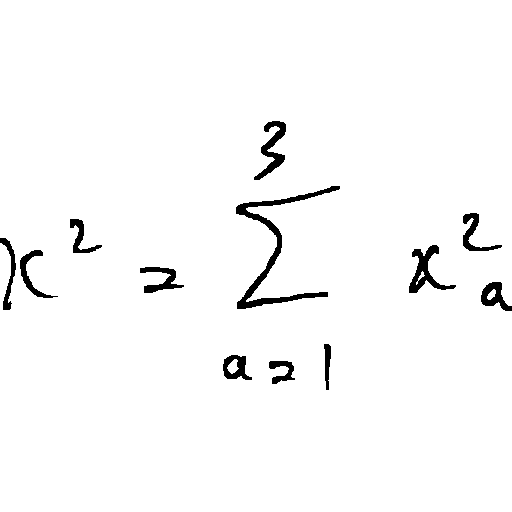 x^2 = \sum_{a=1}^{3} x_a^2